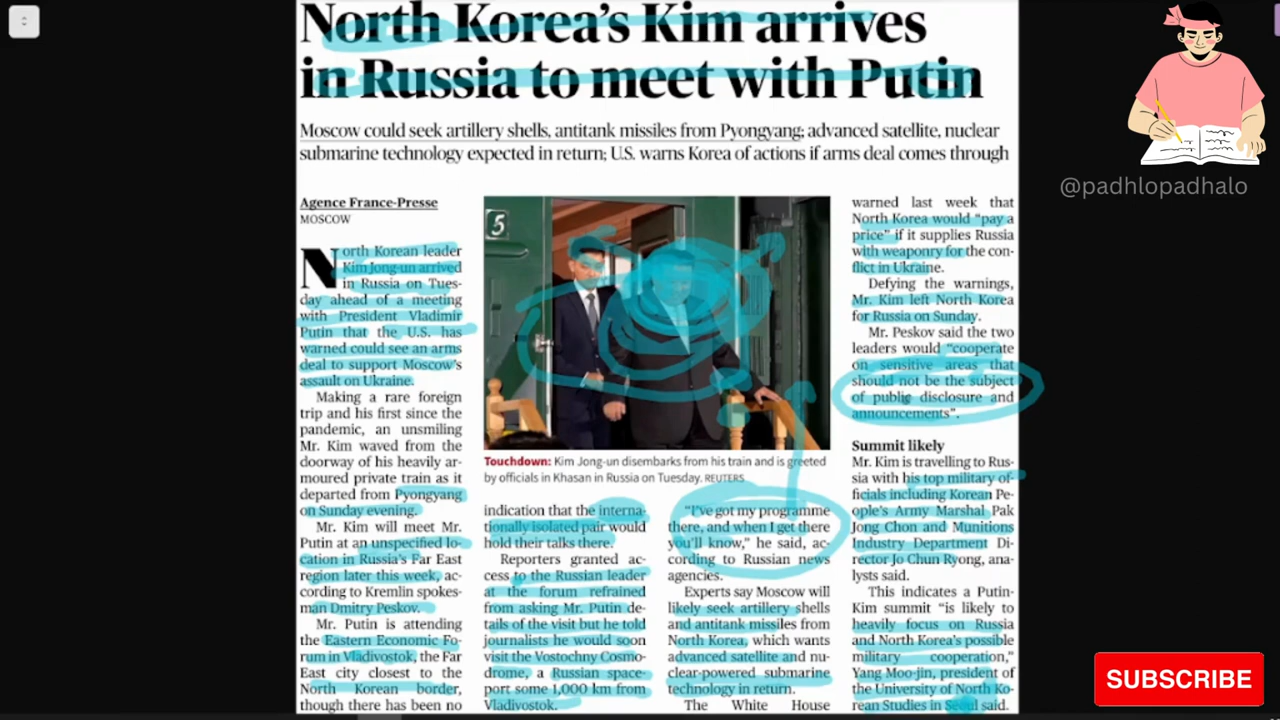 North Korea's Kim arrives
in Russia to meet with Putin
Moscow could seek artillery shells, antitank missiles from Pyongyang; advanced satellite, nuclear
submarine technology expected in return; U.S. warns Korea of actions if arms deal comes through
Agence France-Presse
MOSCOW
North Korean leader
Kim Jong-un arrived
in Russia on Tues-
day ahead of a meeting
with President Vladimir
Putin that the U.S. has
warned could see an arms
deal to support Moscow's
assault on Ukraine.
Making a rare foreign
trip and his first since the
pandemic, an unsmiling
Mr. Kim waved from the
doorway of his heavily ar-
moured private train as it
departed from Pyongyang
on Sunday evening.
Mr. Kim will meet Mr.
Putin at an unspecified lo-
cation in Russia's Far East
region later this week, ac-
cording to Kremlin spokes-
man Dmitry Peskov.
Mr. Putin is attending
the Eastern Economic Fo-
rum in Vladivostok, the Far
East city closest to the
North Korean border,
though there has been no
5
Touchdown: Kim Jong-un disembarks from his train and is greeted
by officials in Khasan in Russia on Tuesday. REUTERS
indication that the interna-
tionally isolated pair would
hold their talks there.
Reporters granted ac-
cess to the Russian leader
at the forum refrained
from asking Mr. Putin de-
tails of the visit but he told
journalists he would soon
visit the Vostochny Cosmo-
drome, a Russian space-
port some 1,000 km from
Vladivostok.
"I've got my programme
there, and when I get there
you'll know," he said, ac-
cording to Russian news
agencies.
Experts say Moscow will
likely seek artillery shells
and antitank missiles from
North Korea, which wants
advanced satellite and nu-
clear-powered submarine
technology in return.
The White House
warned last week that
North Korea would "pay a
price" if it supplies Russia
with weaponry for the con-
flict in Ukraine.
Defying the warnings,
Mr. Kim left North Korea
for Russia on Sunday.
Mr. Peskov said the two
leaders would "cooperate
on sensitive areas that
should not be the subject
of public disclosure and
announcements".
Summit likely
Mr. Kim is travelling to Rus-
sia with his top military of-
ficials including Korean Pe-
ople's Army Marshal Pak
Jong Chon and Munitions
Industry Department Di-
rector Jo Chun Ryong, ana-
lysts said.
This indicates a Putin-
Kim summit "is likely to
heavily focus on Russia
and North Korea's possible
military cooperation,"
Yang Moo-jin, president of
the University of North Ko-
rean Studies in Seoul said.
@padhlopadhalo
SUBSCRIBE